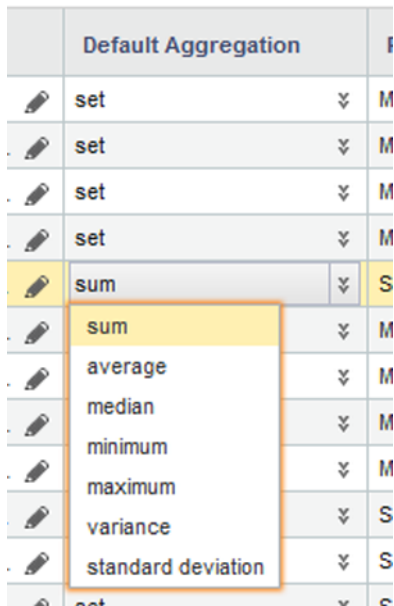 Default Aggregation
set
set
set
set
sum
sum
average
median
minimum
maximum
variance
standard deviation